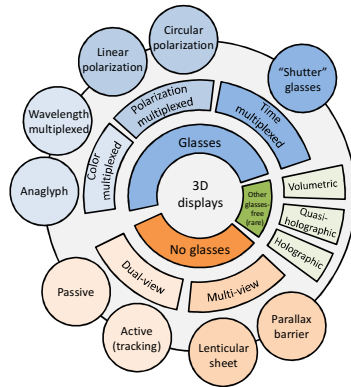 Circular
polarization
Linear
polarization
"Shutter"
glasses
Wavelength
multiplexed
Anaglyph
Polarization
multiplexed
Time
multiplexed
Color
multiplexed
Glasses
3D
displays
Other
glasses-
free
(rare)
Volumetric
Quasi-
holographic
Holographic
No glasses
Dual-view
Multi-view
Passive
Active
(tracking)
Lenticular
sheet
Parallax
barrier